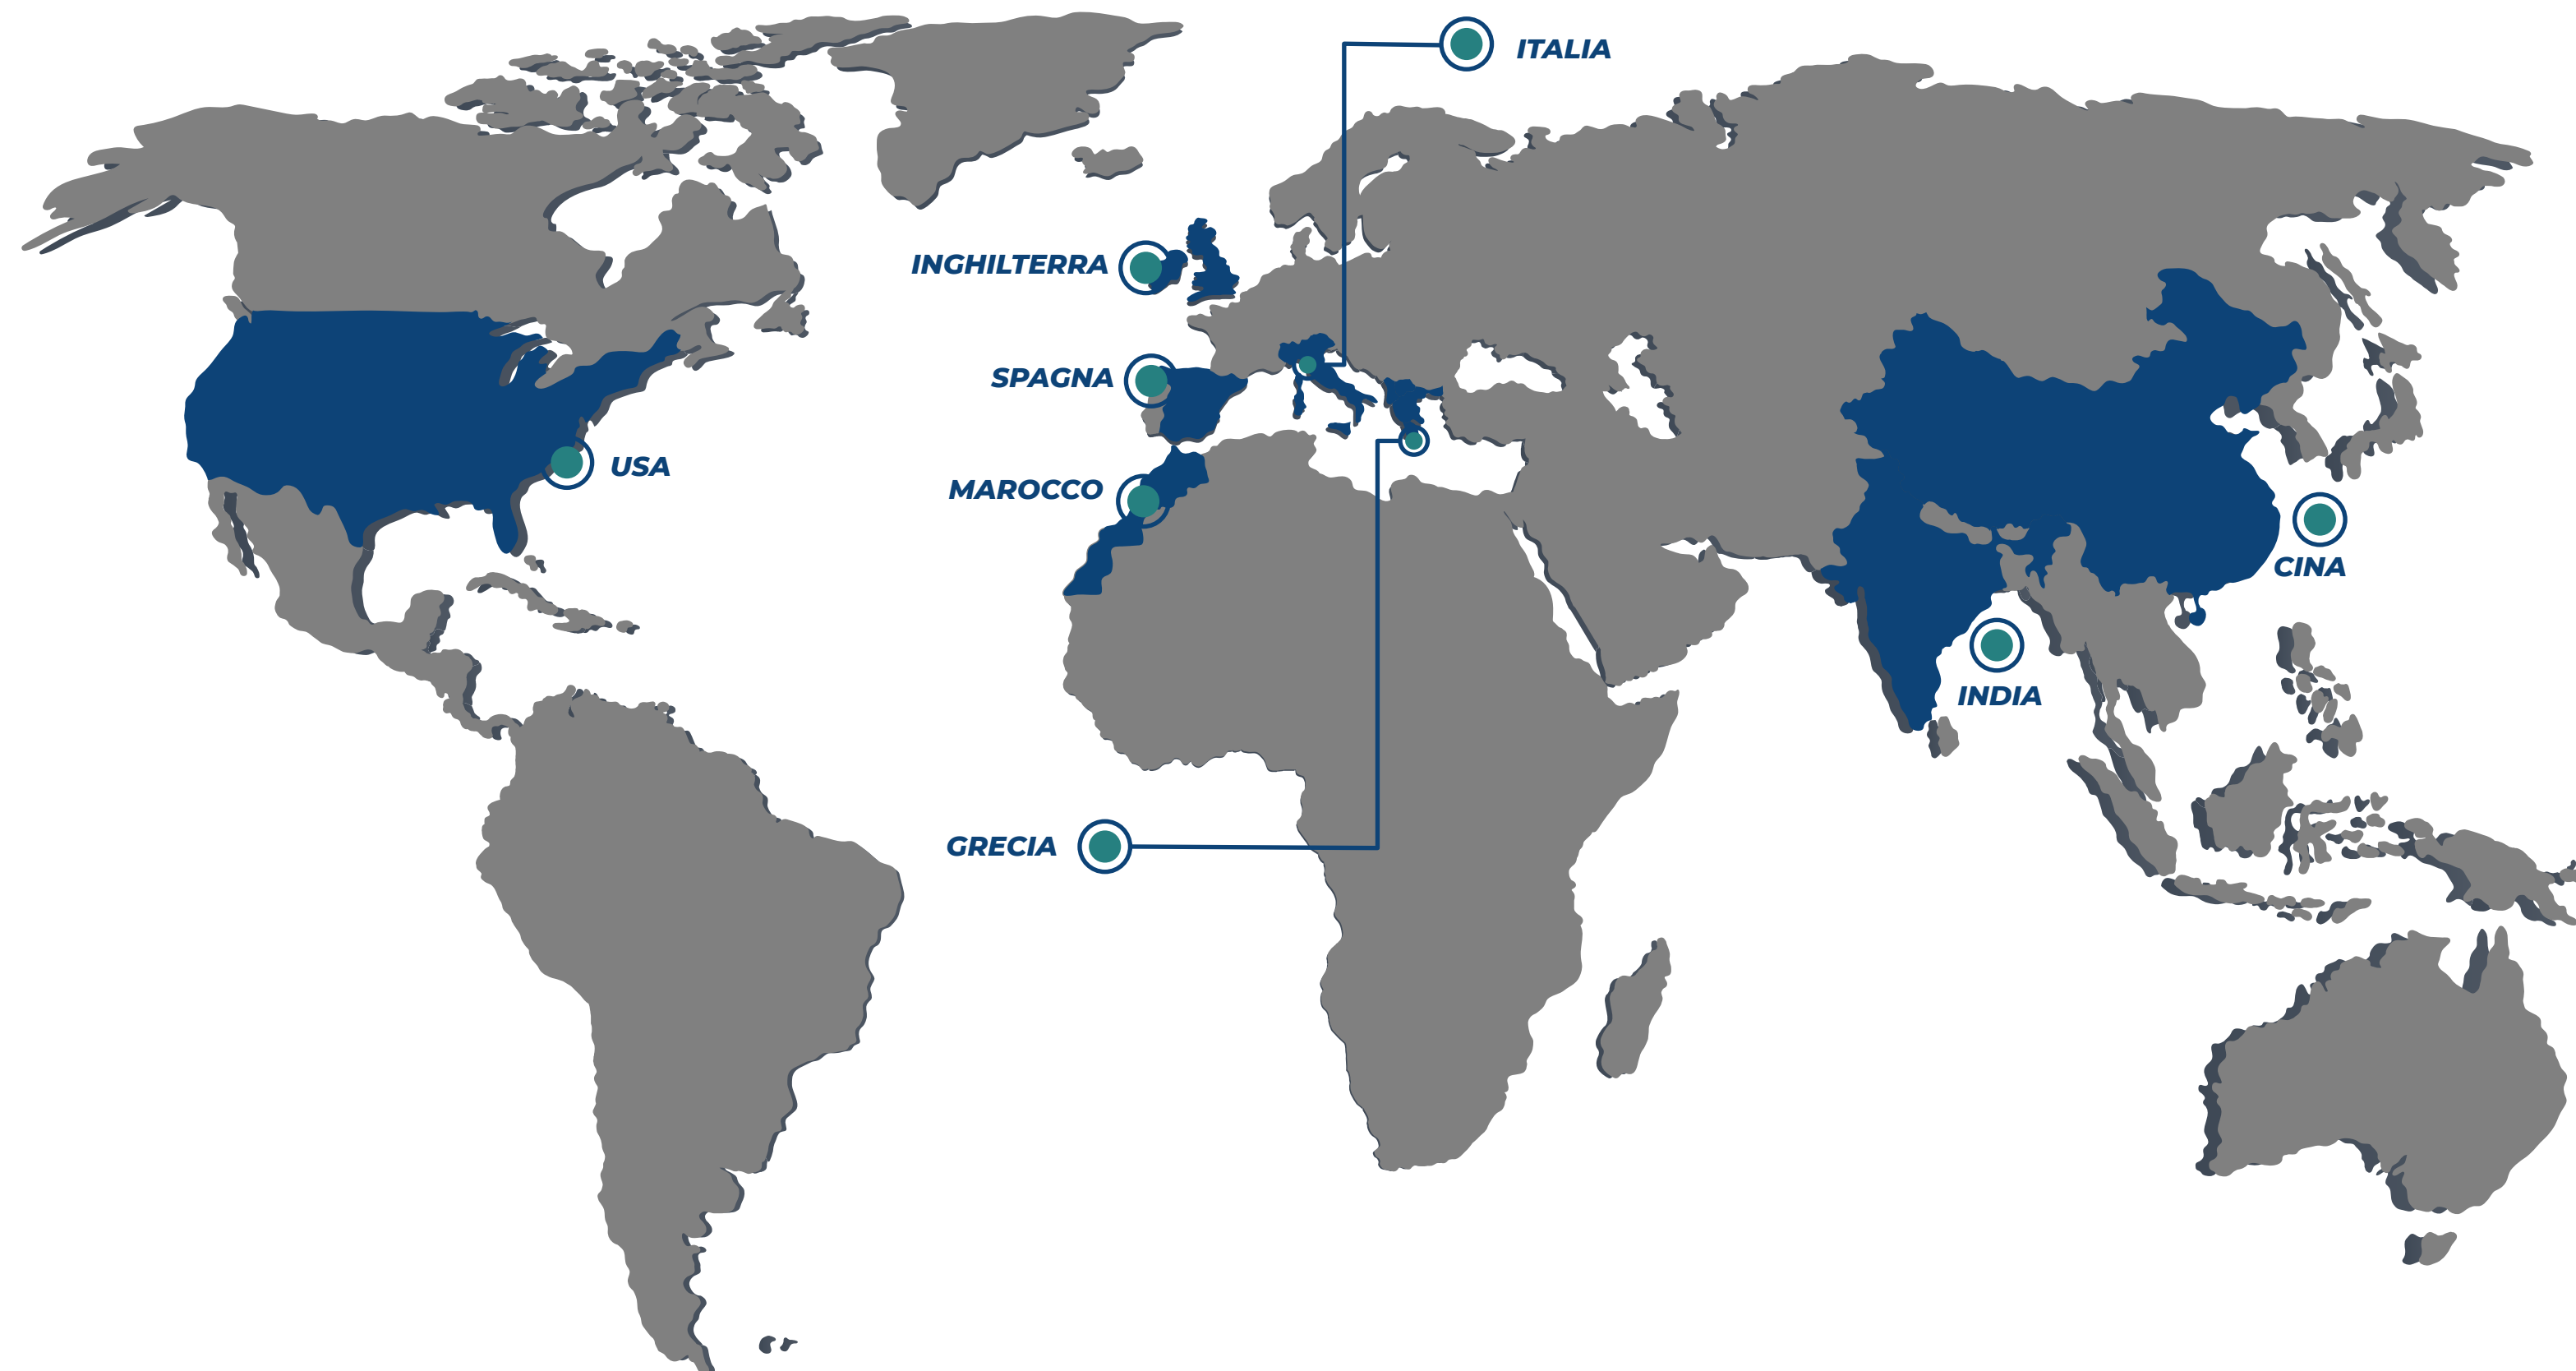 ITALIA
INGHILTERRA
SPAGNA
USA
MAROCCO
CINA
INDIA
GRECIA